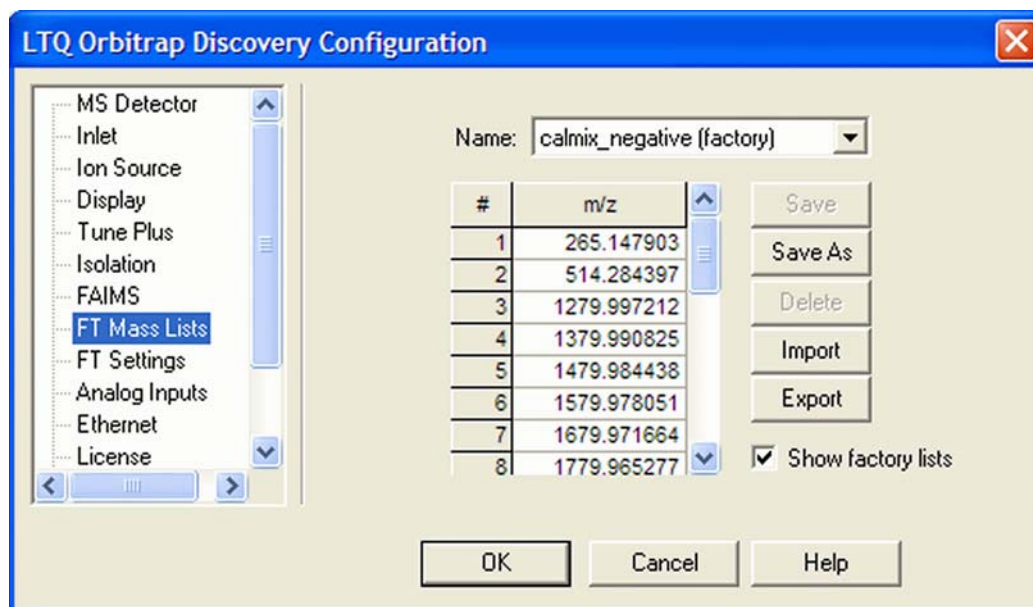 LTQ Orbitrap Discovery Configuration
MS Detector
Inlet
Ion Source
Display
Tune Plus
Isolation
FAIMS
FT Mass Lists
FT Settings
Analog Inputs
Ethernet
License
Name: calmix_negative (factory)
# m/z
1 265.147903
2 514.284397
3 1279.997212
4 1379.990825
5 1479.984438
6 1579.978051
7 1679.971664
8 1779.965277
Save
Save As
Delete
Import
Export
Show factory lists
OK Cancel Help